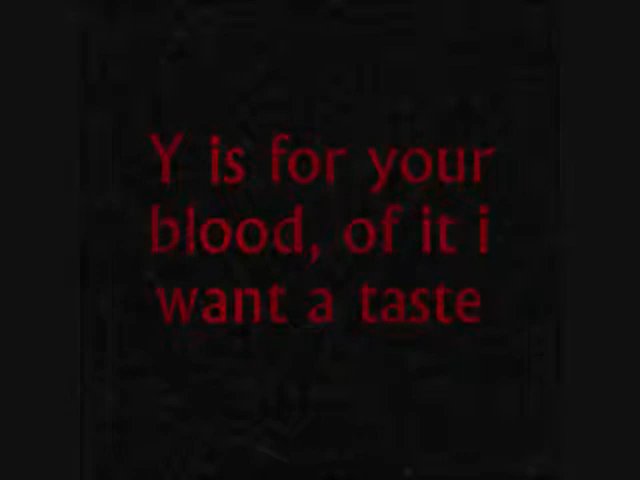 Y is for your
blood, of it i
want a taste